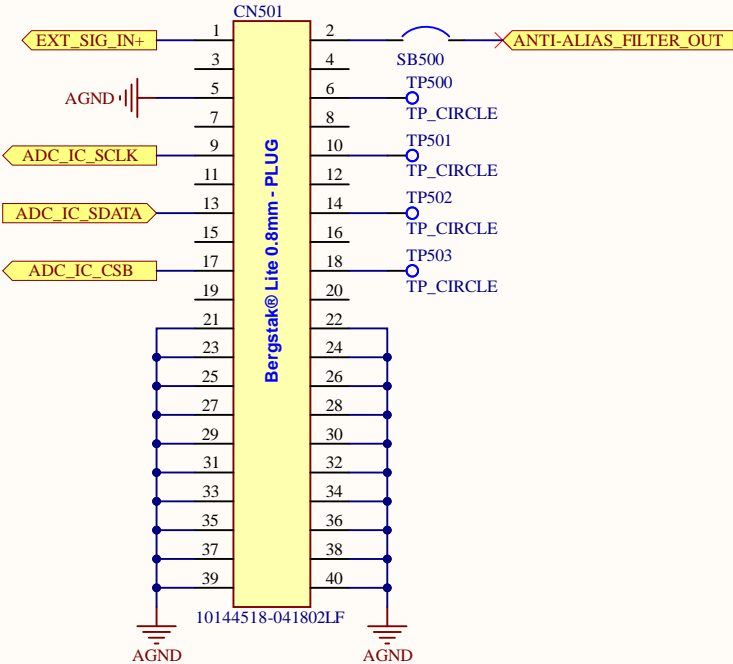 CN501
EXT_SIG_IN+ 1 2 ANTI-ALIAS_FILTER_OUT
SB500
3 4
TP500
AGND 5 6
TP_CIRCLE
7 8
TP501
ADC_IC_SCLK 9 10
TP_CIRCLE
11 12
TP502
ADC_IC_SDATA 13 14
TP_CIRCLE
15 16
TP503
ADC_IC_CSB 17 18
TP_CIRCLE
19 20
21 22
23 24
25 26
27 28
29 30
31 32
33 34
35 36
37 38
39 40
Bergstak® Lite 0.8mm - PLUG
10144518-041802LF
AGND AGND